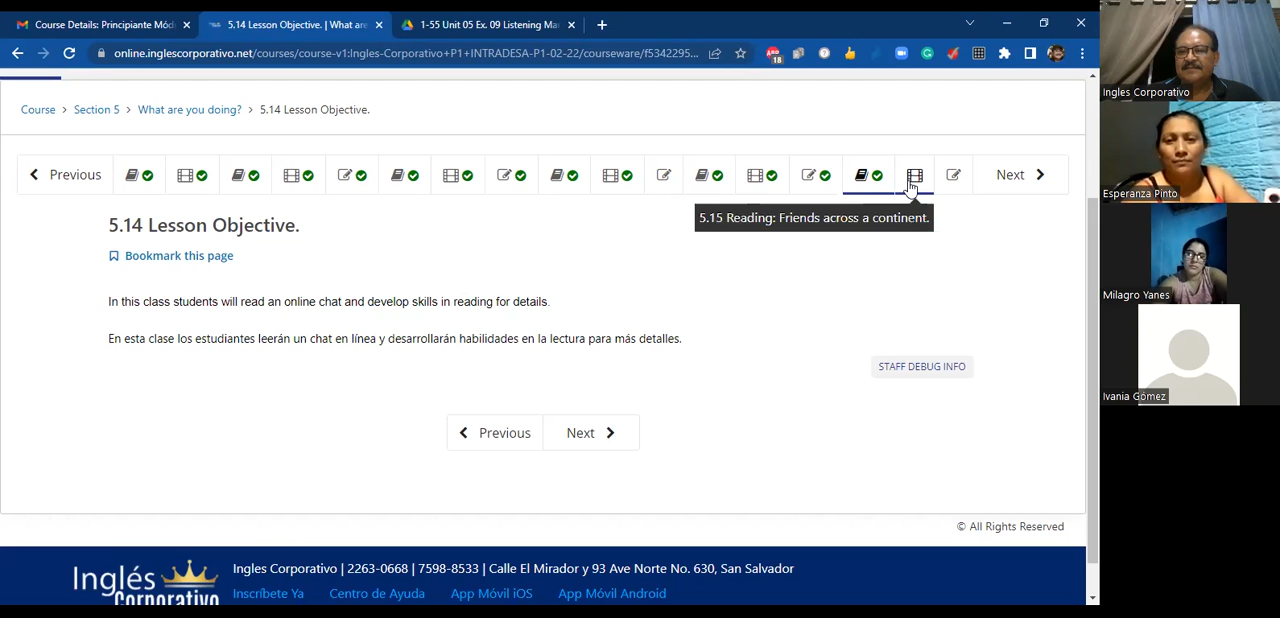 Course Details: Principiante Mód
5.14 Lesson Objective. | What are
1-55 Unit 05 Ex. 09 Listening Ma
online.inglescorporativo.net/courses/course-v1:Ingles-Corporativo+P1+INTRADESA-P1-02-22/courseware/f5342295...
18
Course > Section 5 > What are you doing? > 5.14 Lesson Objective.
Previous
Next
5.15 Reading: Friends across a continent.
5.14 Lesson Objective.
Bookmark this page
In this class students will read an online chat and develop skills in reading for details.
En esta clase los estudiantes leerán un chat en línea y desarrollarán habilidades en la lectura para más detalles.
STAFF DEBUG INFO
Previous
Next
© All Rights Reserved
Inglés
Corporativo
Ingles Corporativo | 2263-0668 | 7598-8533 | Calle El Mirador y 93 Ave Norte No. 630, San Salvador
Inscríbete Ya
Centro de Ayuda
App Móvil iOS
App Móvil Android
Ingles Corporativo
Esperanza Pinto
Milagro Yanes
Ivania Gómez